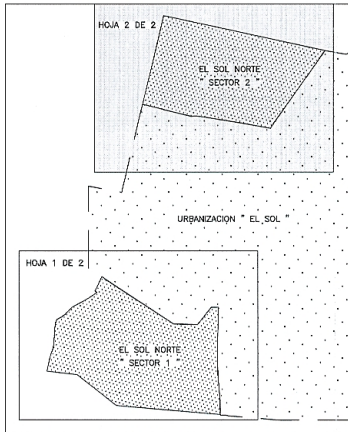 HOJA 2 DE 2
EL SOL NORTE
" SECTOR 2 "
URBANIZACION " EL SOL "
HOJA 1 DE 2
EL SOL NORTE
" SECTOR 1 "